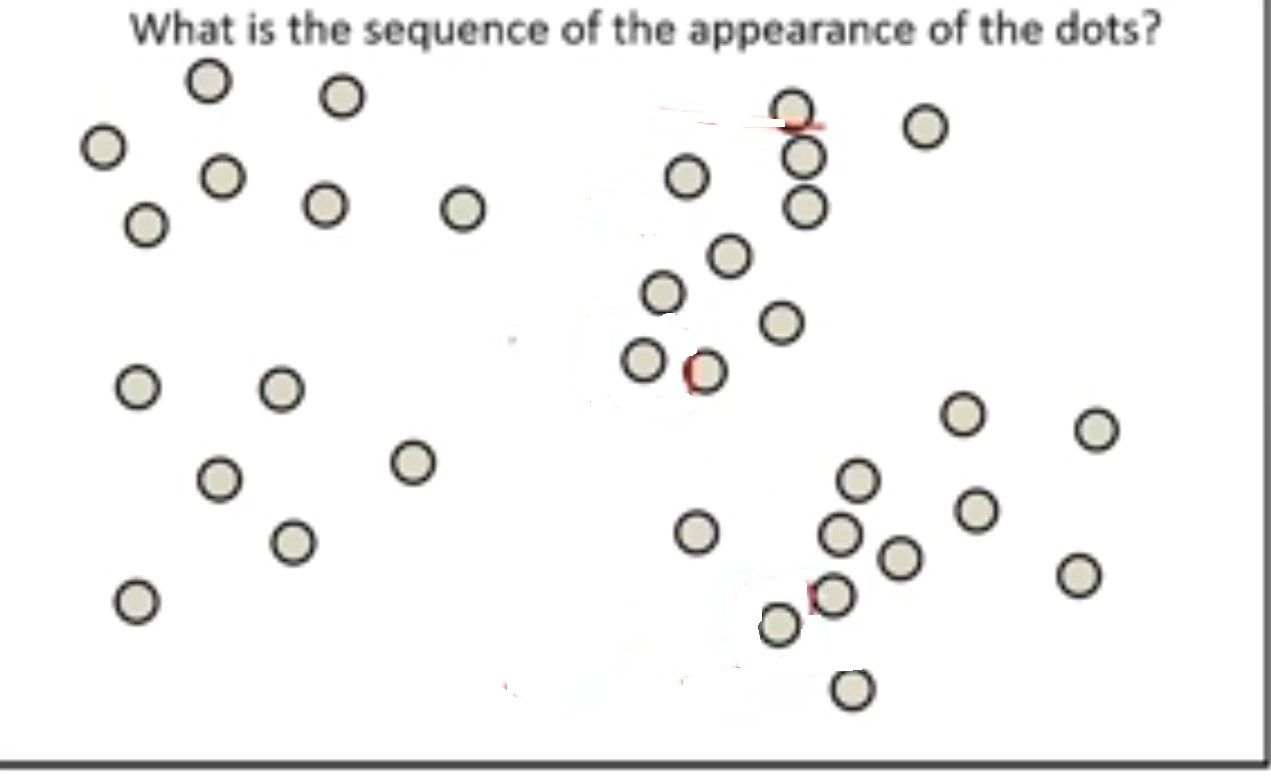 What is the sequence of the appearance of the dots?